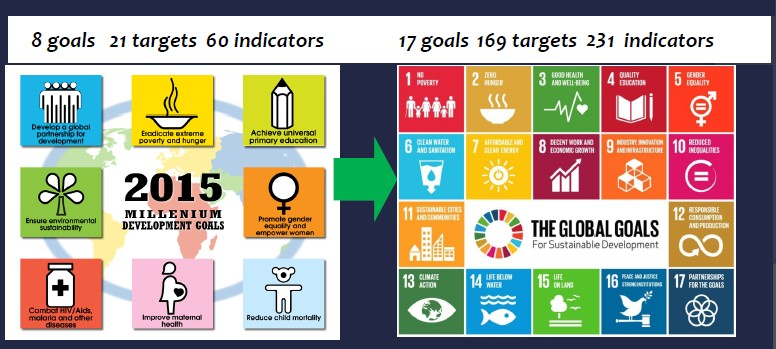 8 goals 21 targets 60 indicators
17 goals 169 targets 231 indicators
Develop a global
partnership for
development
Eradicate extreme
poverty and hunger
Achieve universal
primary education
Ensure environmental
sustainability
2015
MILLENIUM
DEVELOPMENT GOALS
Promote gender
equality and
empower women
Combat HIV/Aids,
malaria and other
diseases
Improve maternal
health
Reduce child mortality
1 NO
POVERTY
2 ZERO
HUNGER
3 GOOD HEALTH
AND WELL-BEING
4 QUALITY
EDUCATION
5 GENDER
EQUALITY
6 CLEAN WATER
AND SANITATION
7 AFFORDABLE AND
CLEAN ENERGY
8 DECENT WORK AND
ECONOMIC GROWTH
9 INDUSTRY, INNOVATION
AND INFRASTRUCTURE
10 REDUCED
INEQUALITIES
11 SUSTAINABLE CITIES
AND COMMUNITIES
THE GLOBAL GOALS
For Sustainable Development
12 RESPONSIBLE
CONSUMPTION
AND PRODUCTION
13 CLIMATE
ACTION
14 LIFE BELOW
WATER
15 LIFE
ON LAND
16 PEACE AND JUSTICE
STRONG INSTITUTIONS
17 PARTNERSHIPS
FOR THE GOALS